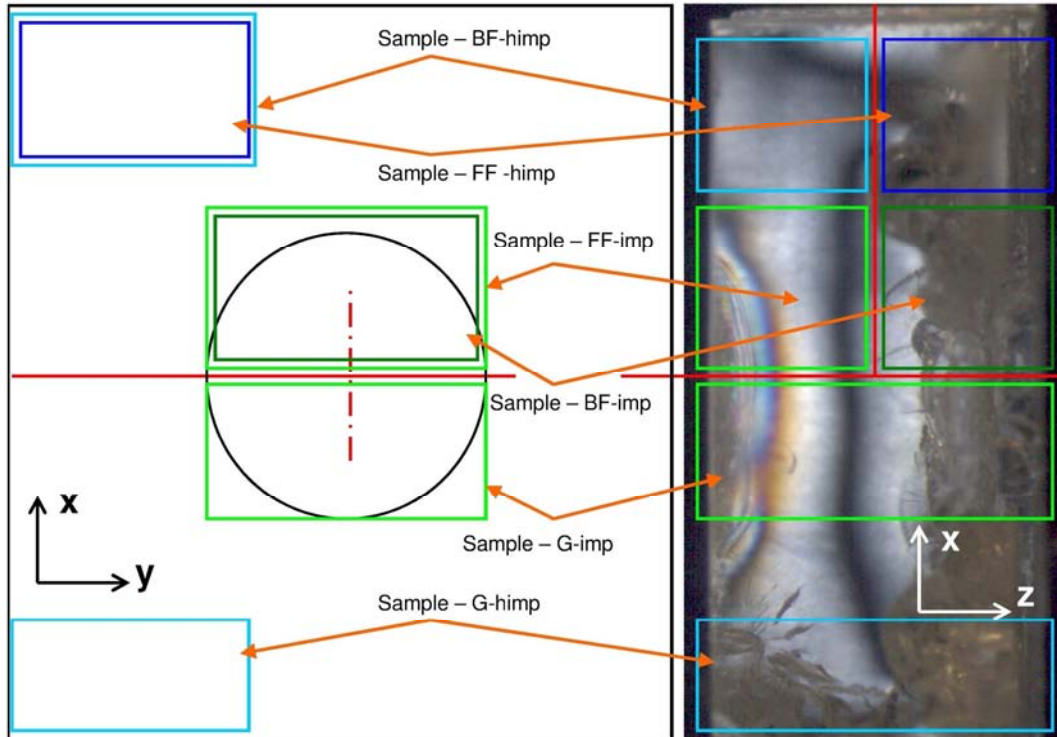 Sample – BF-himp
Sample – FF -himp
Sample – FF-imp
Sample – BF-imp
Sample – G-imp
Sample – G-himp
x
y
x
z